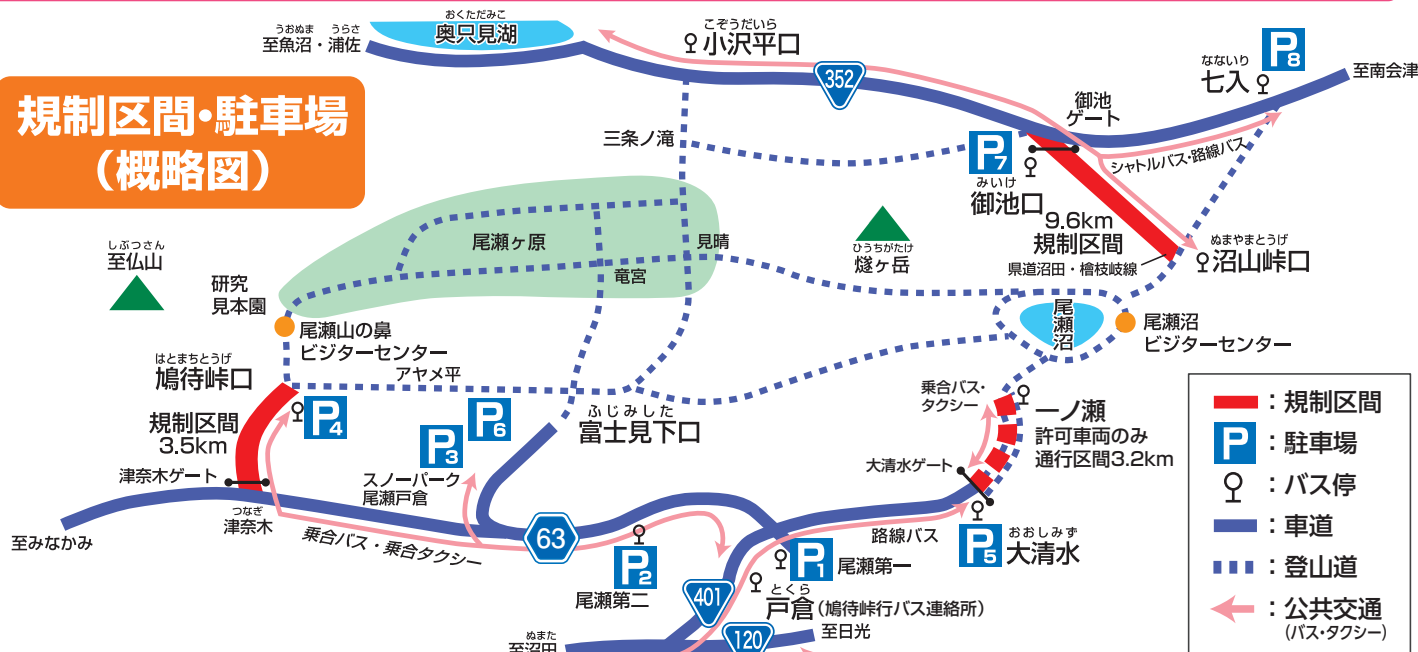 規制区間・駐車場
（概略図）
うおぬま うらさ
至魚沼・浦佐
おくただみこ
奥只見湖
こぞうだいら
小沢平口
352
なないり
七入
P8
至南会津
御池
ゲート
シャトルバス・路線バス
三条ノ滝
P7
みいけ
御池口
9.6km
規制区間
県道沼田・檜枝岐線
ぬまやまとうげ
沼山峠口
しぶつさん
至仏山
尾瀬ヶ原
見晴
竜宮
ひうちがたけ
燧ヶ岳
研究
見本園
尾瀬山の鼻
ビジターセンター
尾瀬沼
尾瀬沼
ビジターセンター
はとまちとうげ
鳩待峠口
アヤメ平
規制区間
3.5km
P4
P6
P3
スノーパーク
尾瀬戸倉
ふじみした
富士見下口
乗合バス・
タクシー
一ノ瀬
許可車両のみ
通行区間3.2km
大清水ゲート
津奈木ゲート
つなぎ
津奈木
至みなかみ
乗合バス・乗合タクシー
63
P2
尾瀬第二
P1
尾瀬第一
路線バス
P5
おおしみず
大清水
とくら
戸倉（鳩待峠行バス連絡所）
401
120
至日光
ぬまた
至沼田
：規制区間
P：駐車場
：バス停
：車道
：登山道
：公共交通
（バス・タクシー）